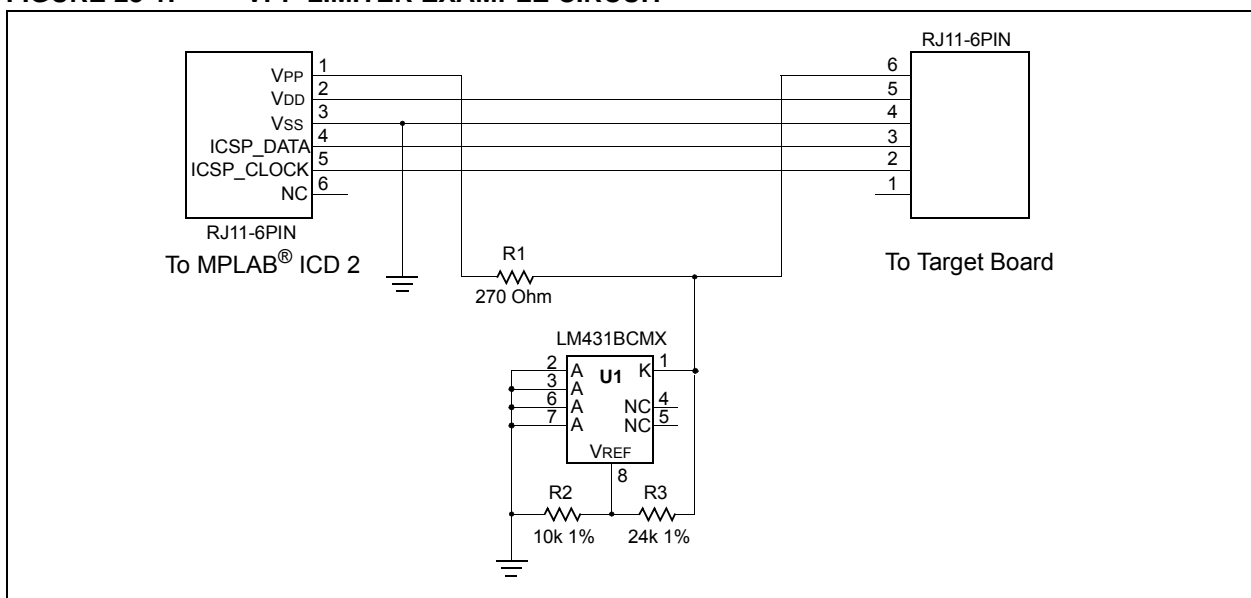 FIGURE VPP LIMITER EXAMPLE CIRCUIT
RJ11-6PIN
VPP 1
VDD 2
VSS 3
ICSP_DATA 4
ICSP_CLOCK 5
NC 6
6
5
4
3
2
1
RJ11-6PIN
To MPLAB® ICD 2
To Target Board
R1
270 Ohm
LM431BCMX
2 A U1 K 1
3 A
6 A NC 4
7 A NC 5
VREF
8
R2 R3
10k 1% 24k 1%